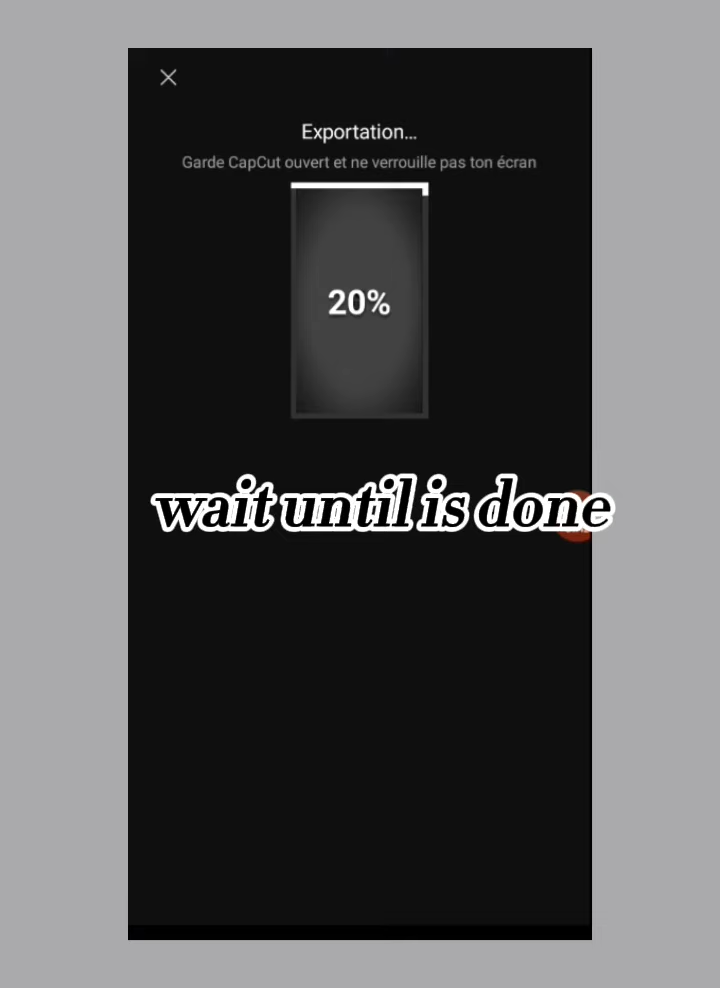 Exportation...
Garde CapCut ouvert et ne verrouille pas ton écran
20%
wait until is done